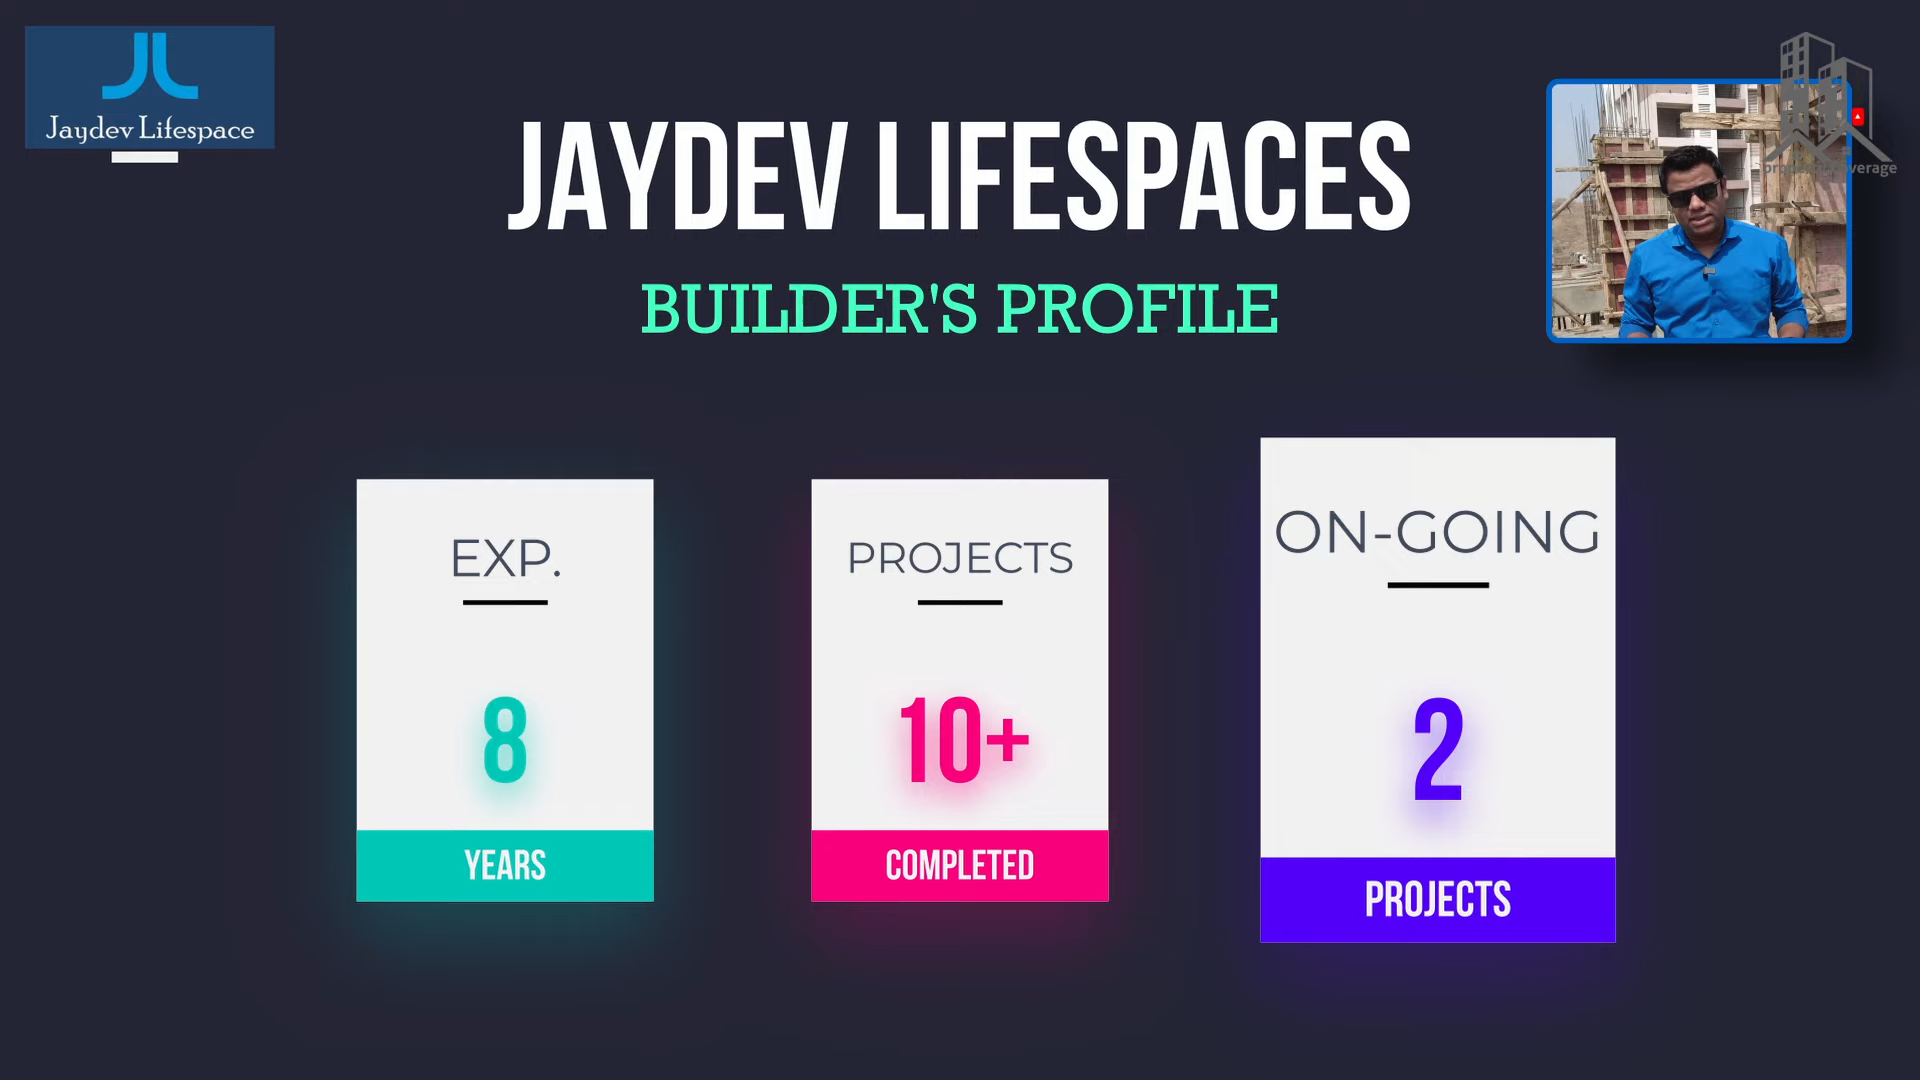 Jaydev Lifespace
JAYDEV LIFESPACES
BUILDER'S PROFILE
EXP.
8
YEARS
PROJECTS
10+
COMPLETED
ON-GOING
2
PROJECTS